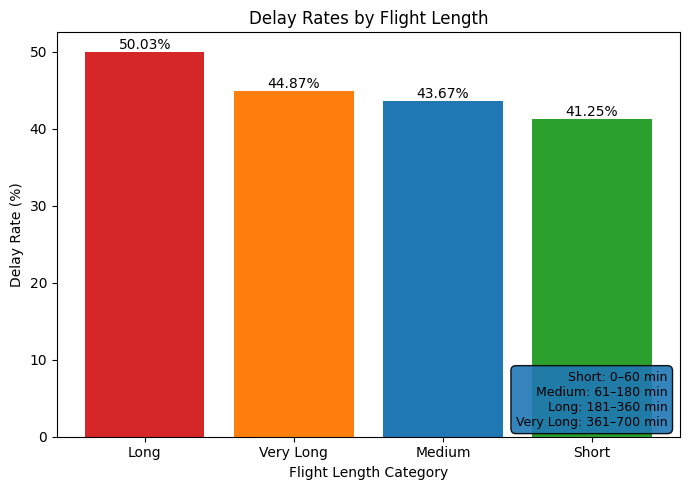 Delay Rates by Flight Length
Delay Rate (%)
50
40
30
20
10
0
50.03%
44.87%
43.67%
41.25%
Short: 0–60 min
Medium: 61–180 min
Long: 181–360 min
Very Long: 361–700 min
Long
Very Long
Medium
Short
Flight Length Category